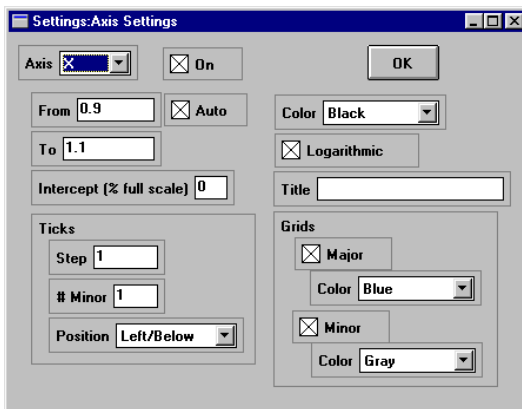 Settings:Axis Settings
Axis X On OK
From 0.9 Auto Color Black
To 1.1 Logarithmic
Intercept (% full scale) 0 Title
Ticks Grids
Step 1 Major
Color Blue
# Minor 1
Minor
Position Left/Below
Color Gray